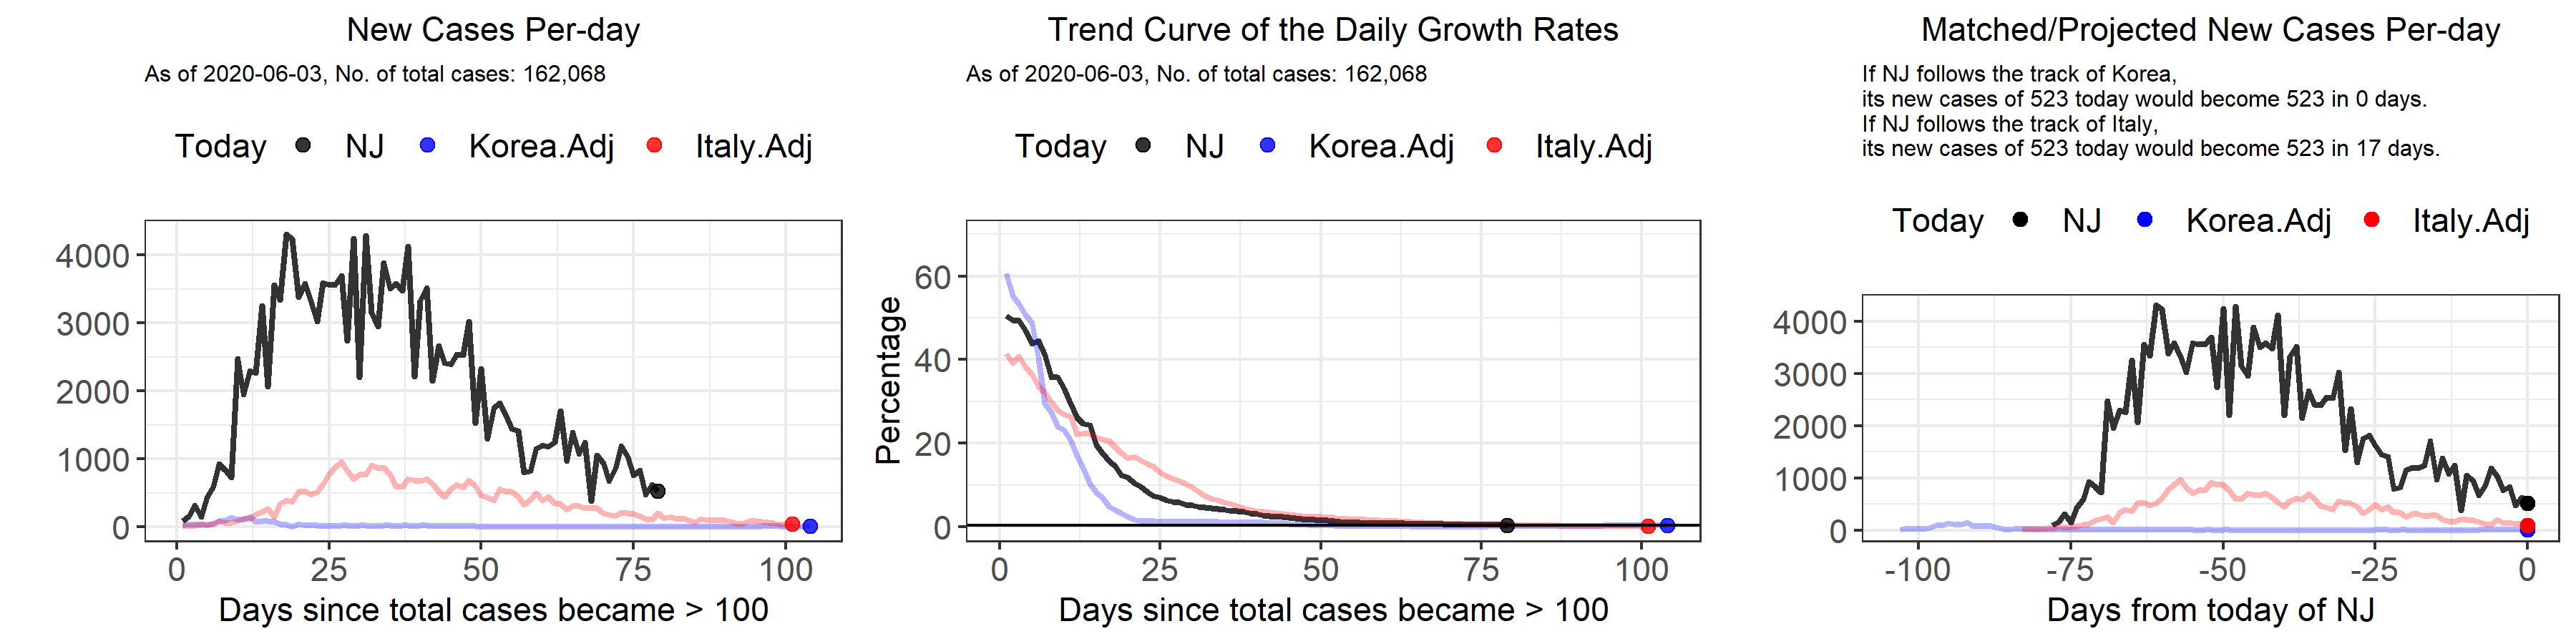 New Cases Per-day
As of 2020-06-03, No. of total cases: 162,068
Today NJ Korea.Adj Italy.Adj
4000
3000
2000
1000
0
0 25 50 75 100
Days since total cases became > 100
Trend Curve of the Daily Growth Rates
As of 2020-06-03, No. of total cases: 162,068
Today NJ Korea.Adj Italy.Adj
Percentage
60
40
20
0
0 25 50 75 100
Days since total cases became > 100
Matched/Projected New Cases Per-day
If NJ follows the track of Korea,
its new cases of 523 today would become 523 in 0 days.
If NJ follows the track of Italy,
its new cases of 523 today would become 523 in 17 days.
Today NJ Korea.Adj Italy.Adj
4000
3000
2000
1000
0
-100 -75 -50 -25 0
Days from today of NJ